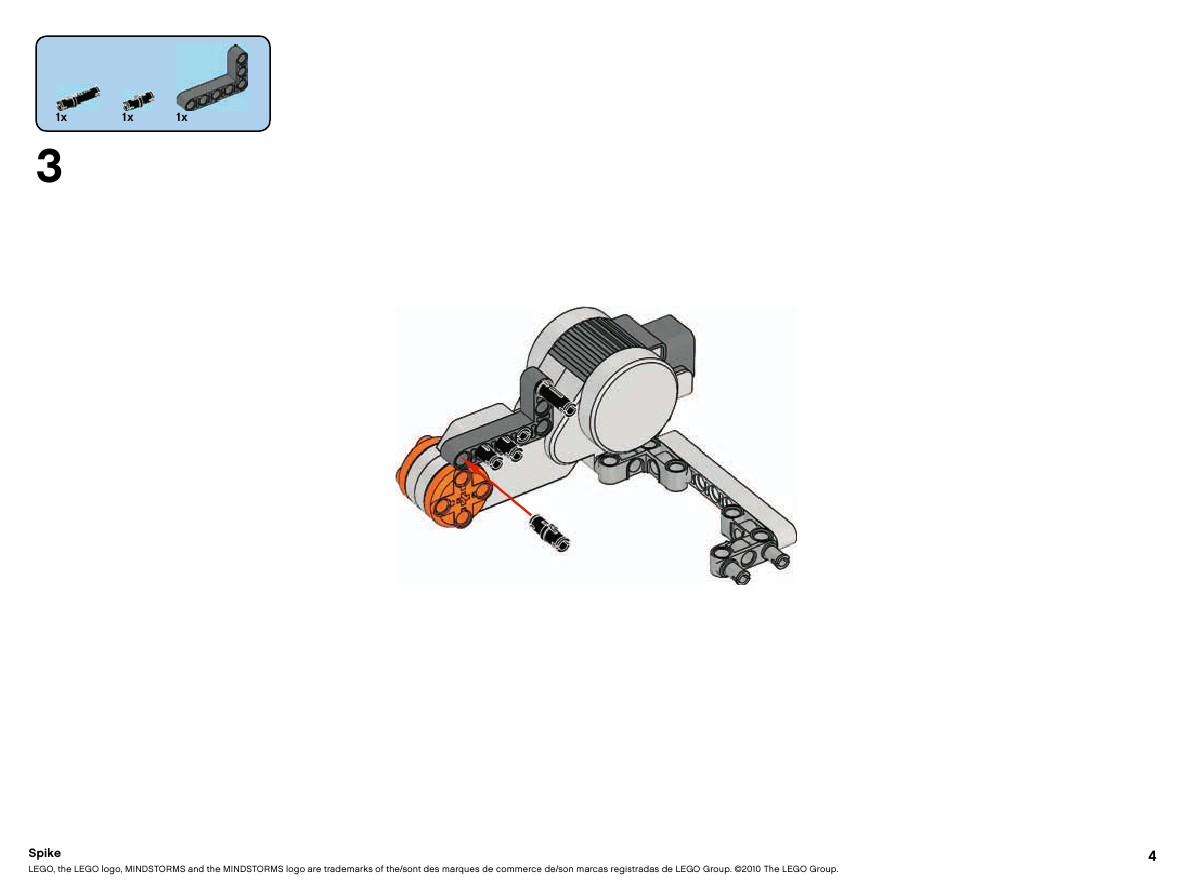 1x 1x 1x
3
Spike
4
LEGO, the LEGO logo, MINDSTORMS and the MINDSTORMS logo are trademarks of the/sont des marques de commerce de/son marcas registradas de LEGO Group. ©2010 The LEGO Group.